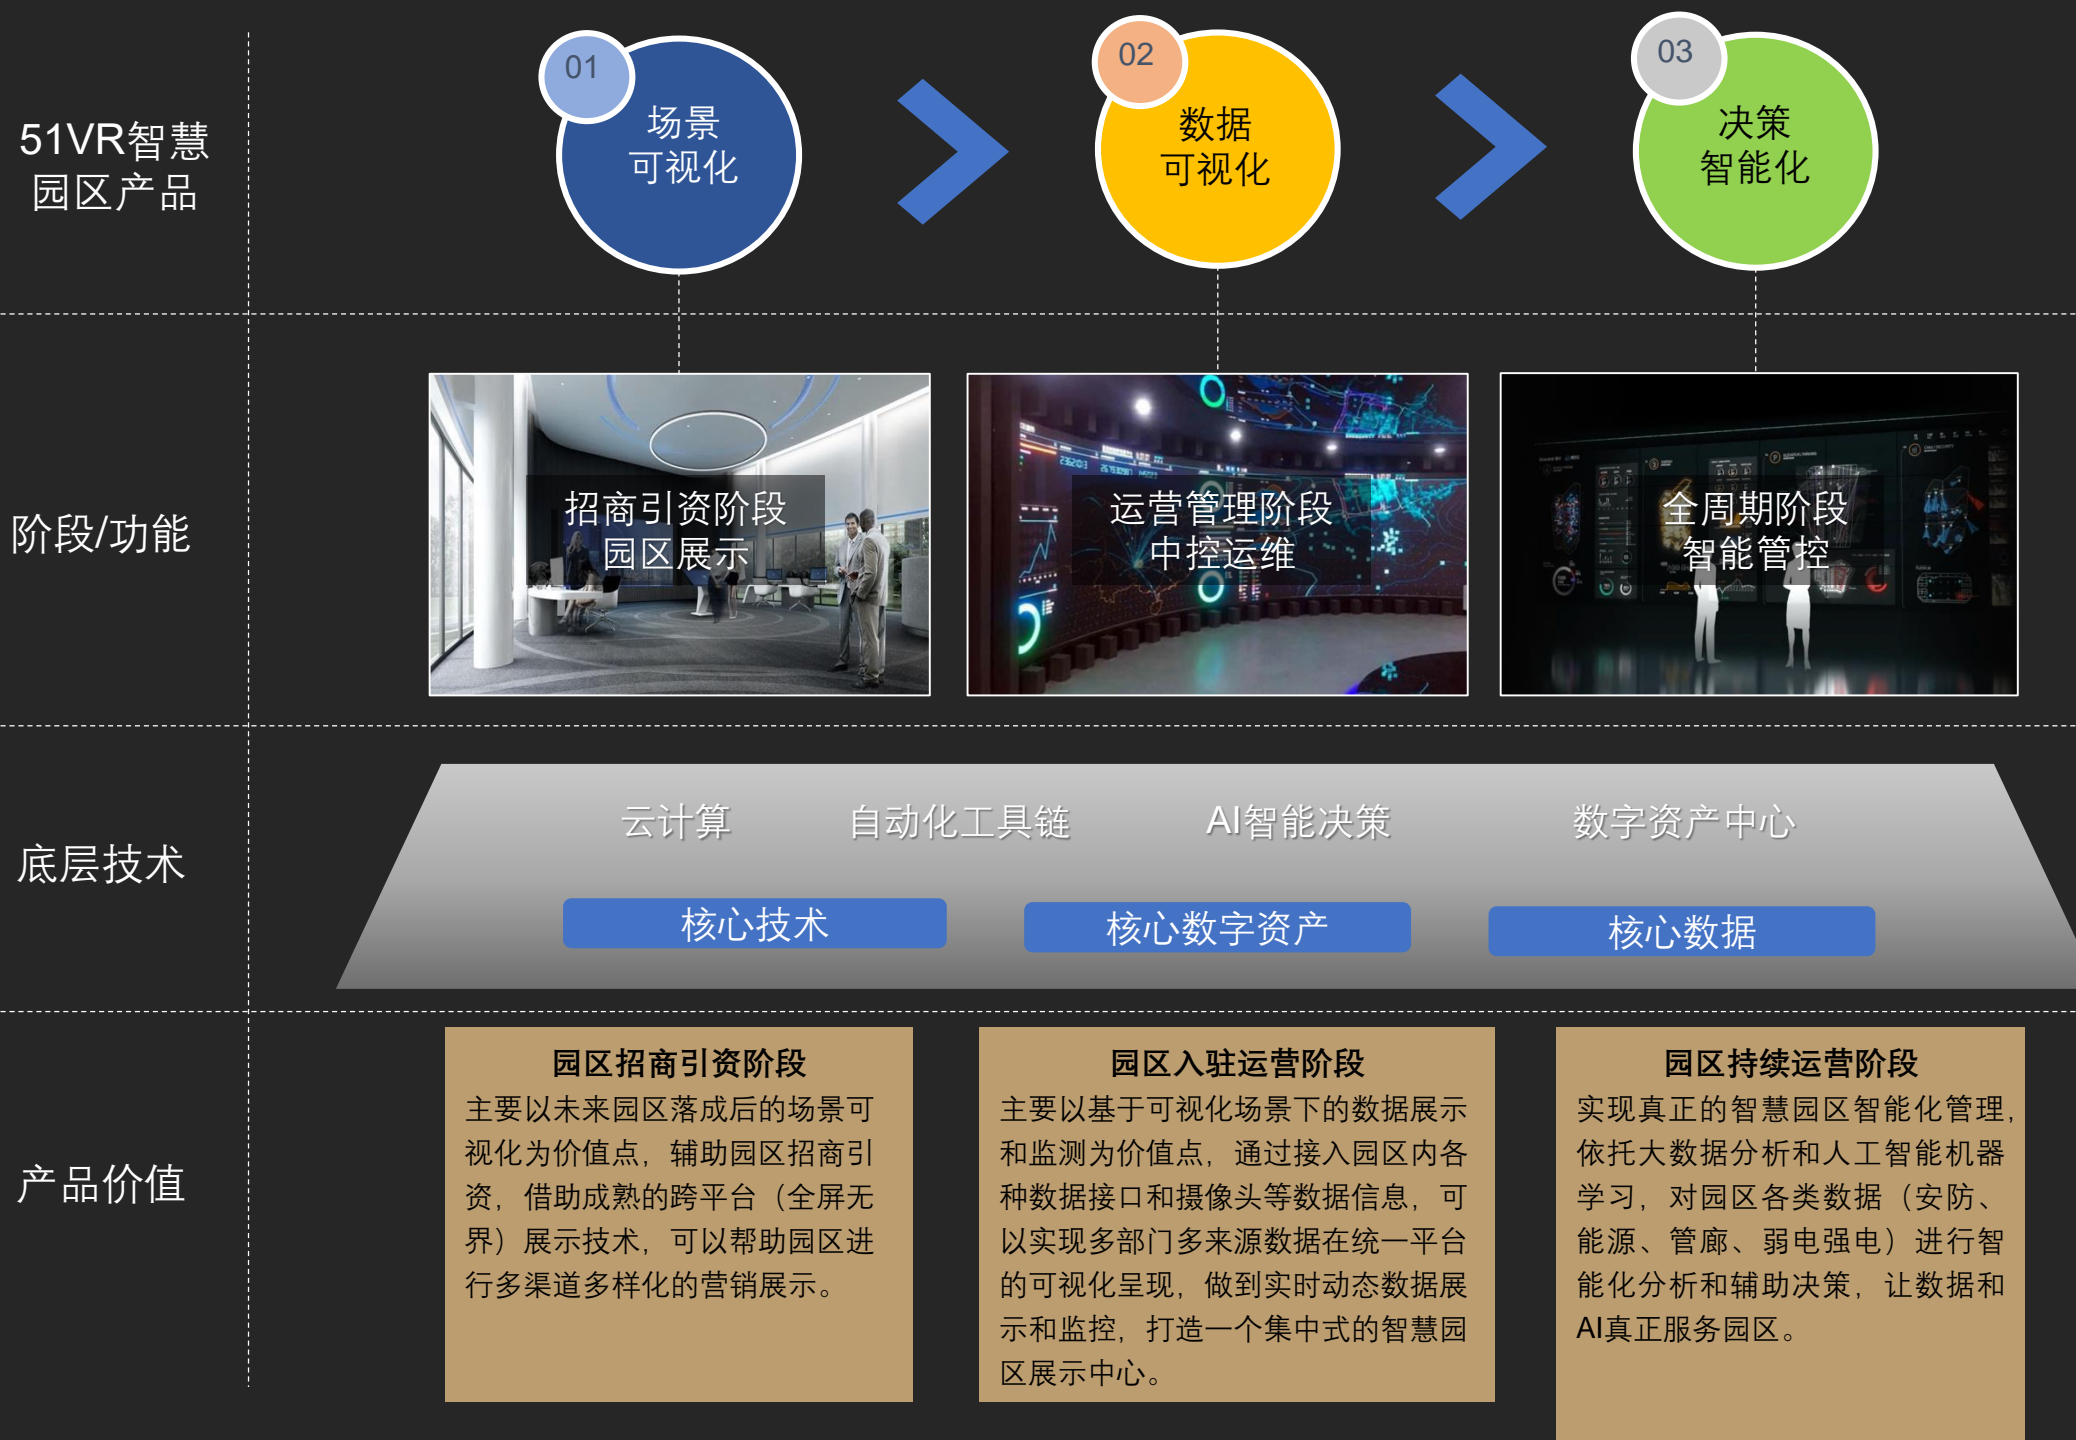 51VR智慧
园区产品
01
场景
可视化
02
数据
可视化
03
决策
智能化
阶段/功能
招商引资阶段
园区展示
运营管理阶段
中控运维
全周期阶段
智能管控
底层技术
云计算
自动化工具链
AI智能决策
数字资产中心
核心技术
核心数字资产
核心数据
产品价值
园区招商引资阶段
主要以未来园区落成后的场景可
视化为价值点，辅助园区招商引
资，借助成熟的跨平台（全屏无
界）展示技术，可以帮助园区进
行多渠道多样化的营销展示。
园区入驻运营阶段
主要以基于可视化场景下的数据展示
和监测为价值点，通过接入园区内各
种数据接口和摄像头等数据信息，可
以实现多部门多来源数据在统一平台
的可视化呈现，做到实时动态数据展
示和监控，打造一个集中式的智慧园
区展示中心。
园区持续运营阶段
实现真正的智慧园区智能化管理，
依托大数据分析和人工智能机器
学习，对园区各类数据（安防、
能源、管廊、弱电强电）进行智
能化分析和辅助决策，让数据和
AI真正服务园区。